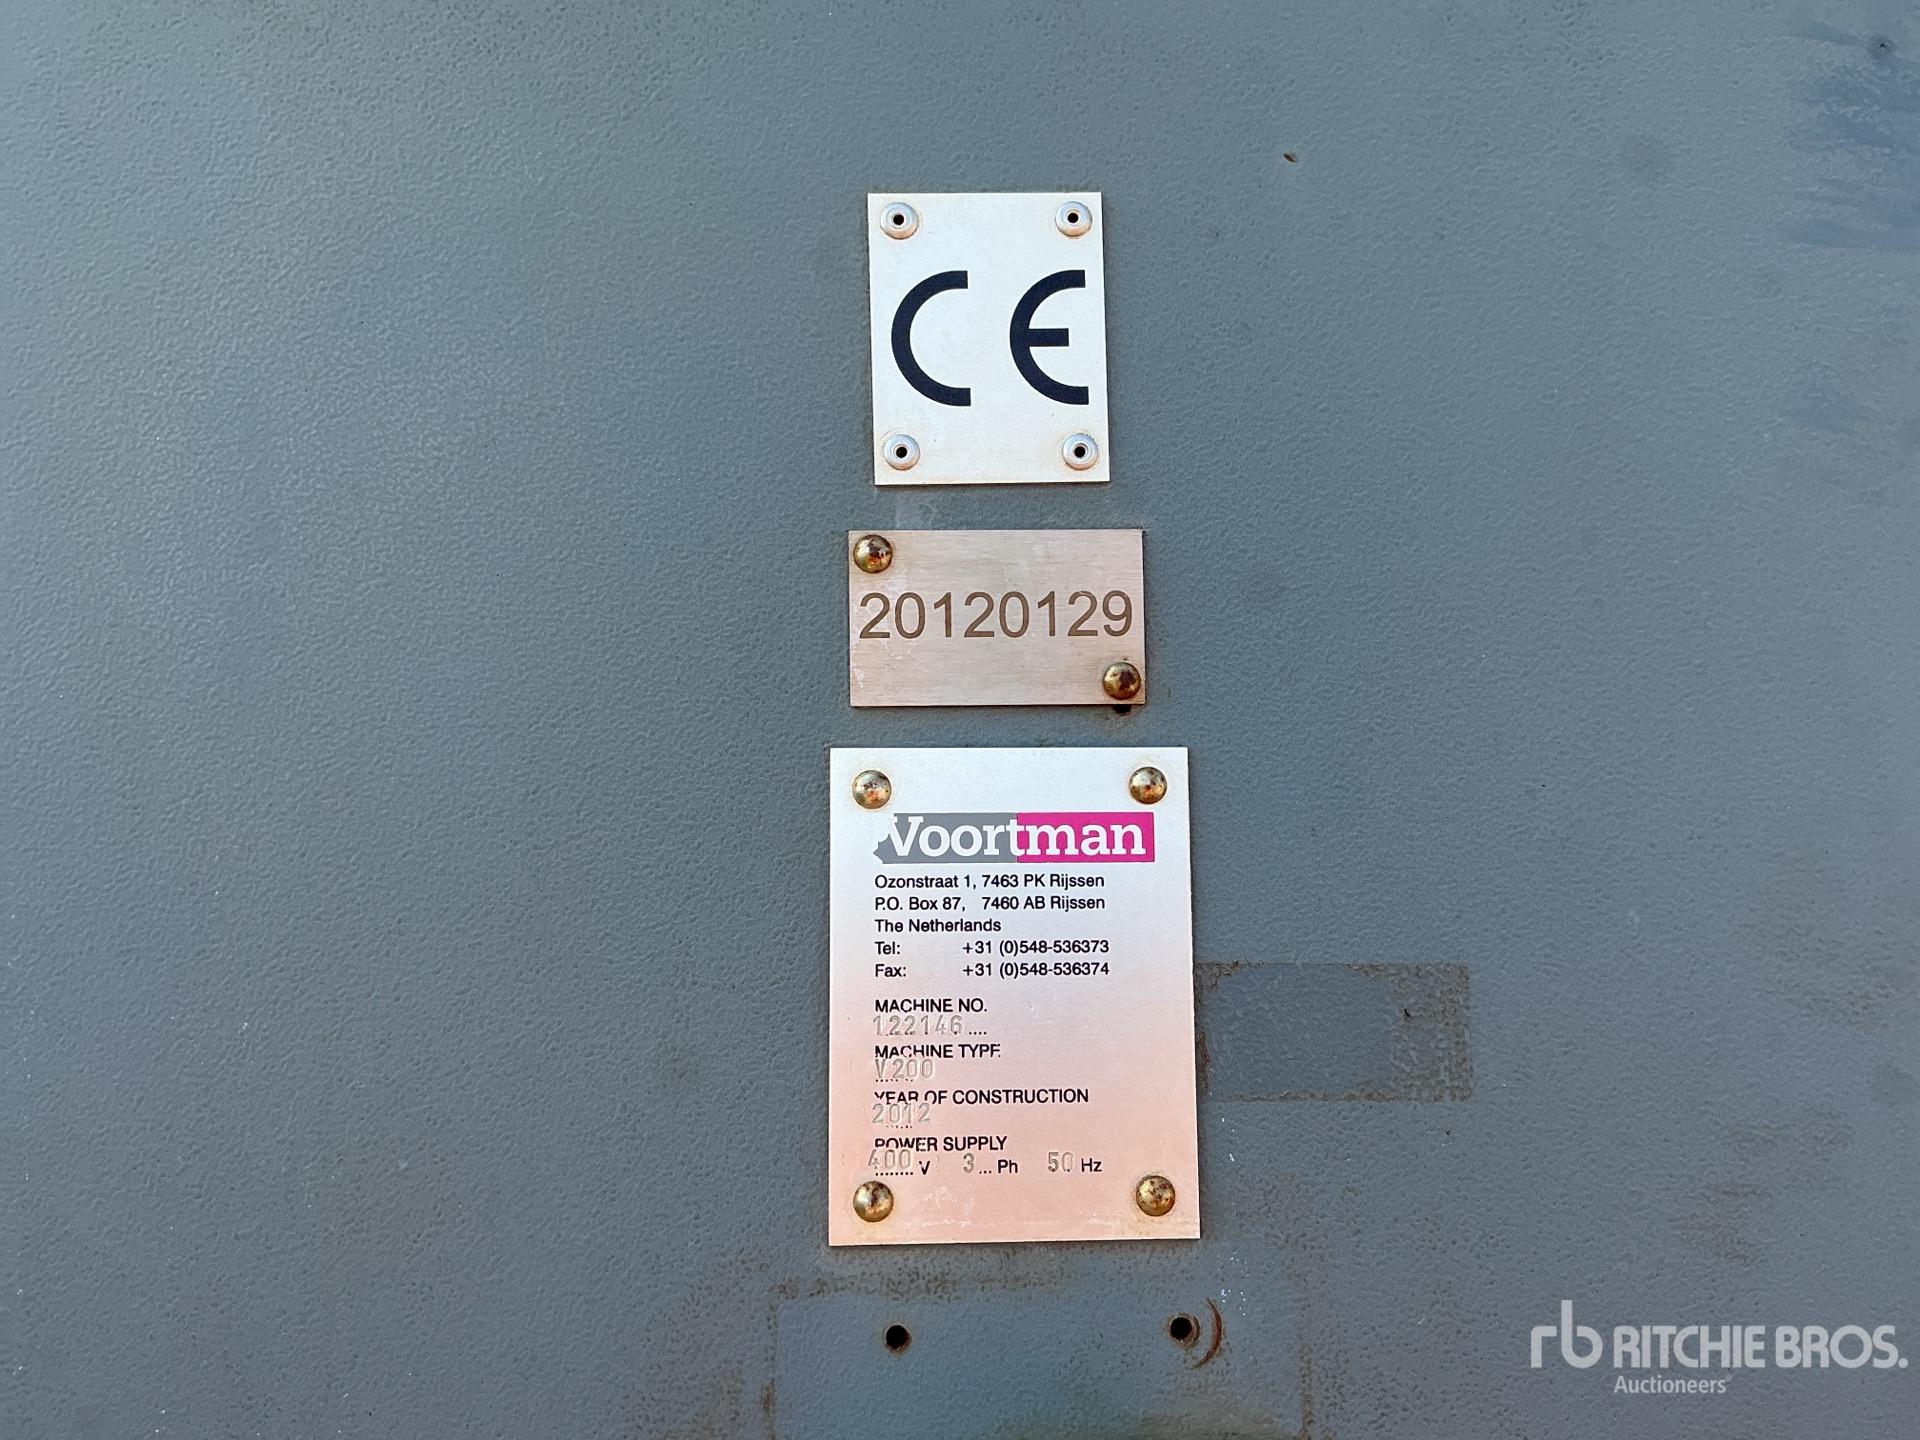 CE
20120129
Voortman
Ozonstraat 1, 7463 PK Rijssen
P.O. Box 87, 7460 AB Rijssen
The Netherlands
Tel: +31 (0)548-536373
Fax: +31 (0)548-536374
MACHINE NO.
122146....
MACHINE TYPE
V200
YEAR OF CONSTRUCTION
2012
POWER SUPPLY
400 V 3... Ph 50 Hz
rb RITCHIE BROS.
Auctioneers